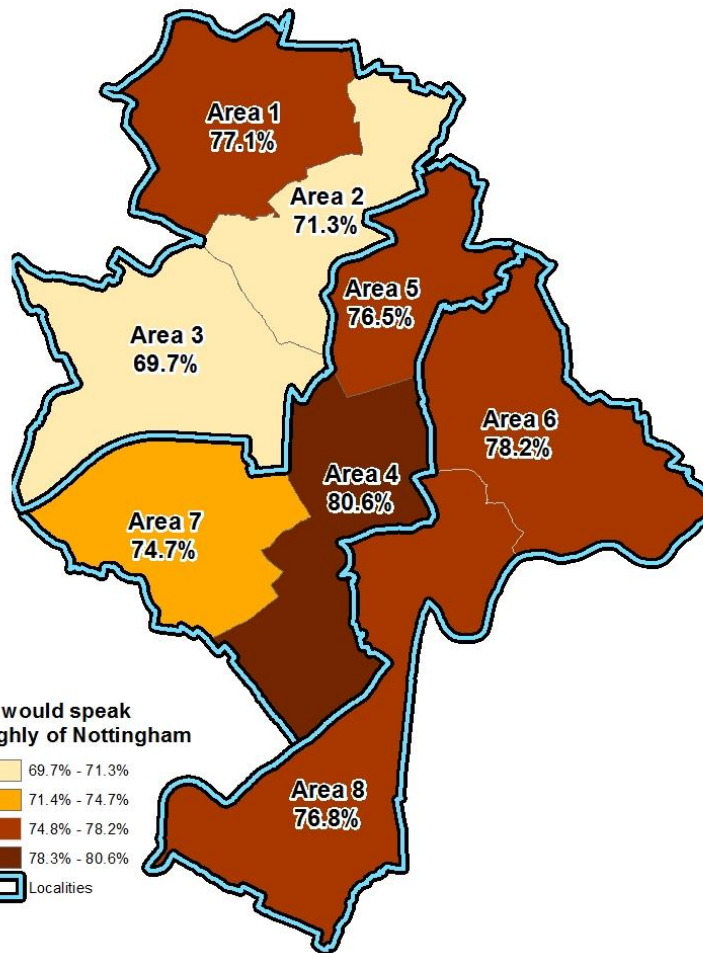 Area 1
77.1%
Area 2
71.3%
Area 5
76.5%
Area 3
69.7%
Area 6
78.2%
Area 4
80.6%
Area 7
74.7%
would speak
of Nottingham
69.7% - 71.3%
71.4% - 74.7%
74.8% - 78.2%
78.3% - 80.6%
Localities
Area 8
76.8%